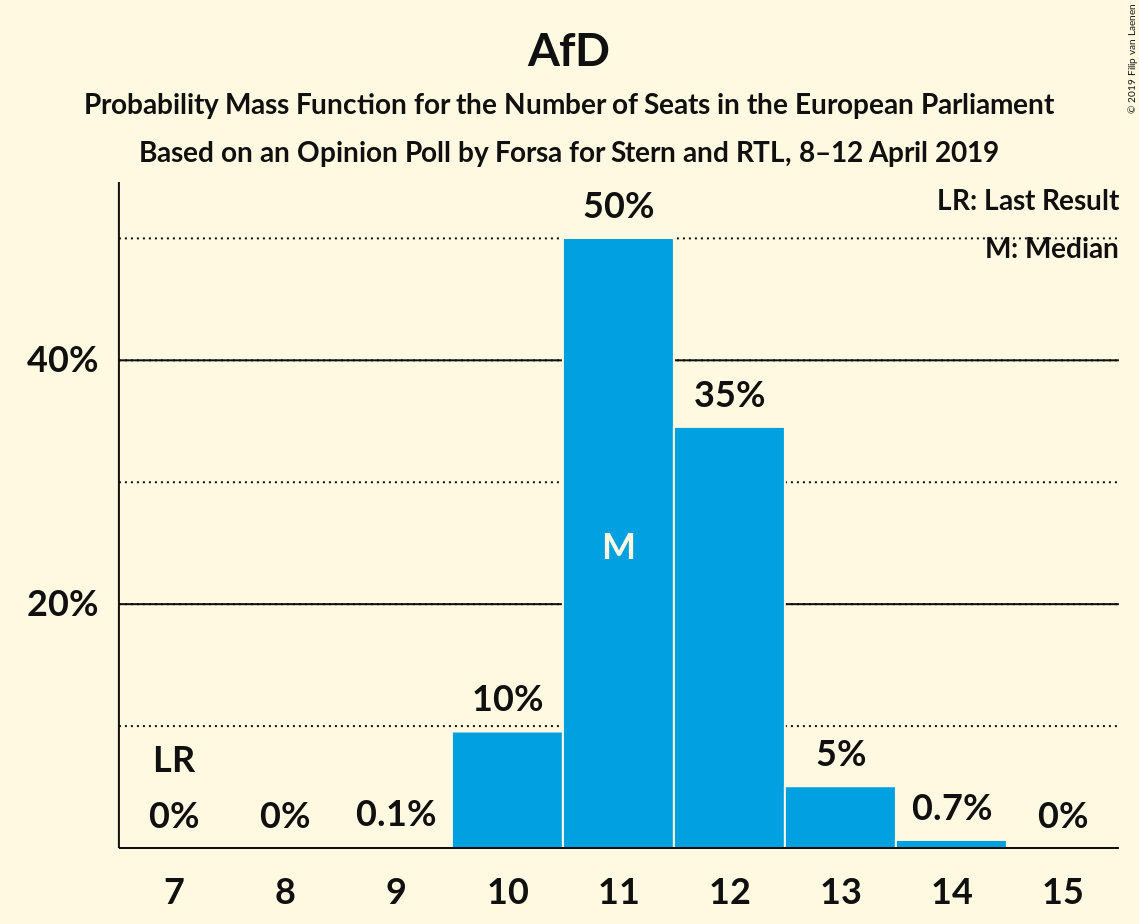 AfD
Probability Mass Function for the Number of Seats in the European Parliament
Based on an Opinion Poll by Forsa for Stern and RTL, 8–12 April 2019
© 2019 Filip van Laenen
LR: Last Result
M: Median
50%
40%
35%
M
20%
10%
LR
5%
0%
0%
0.1%
0.7%
0%
7
8
9
10
11
12
13
14
15